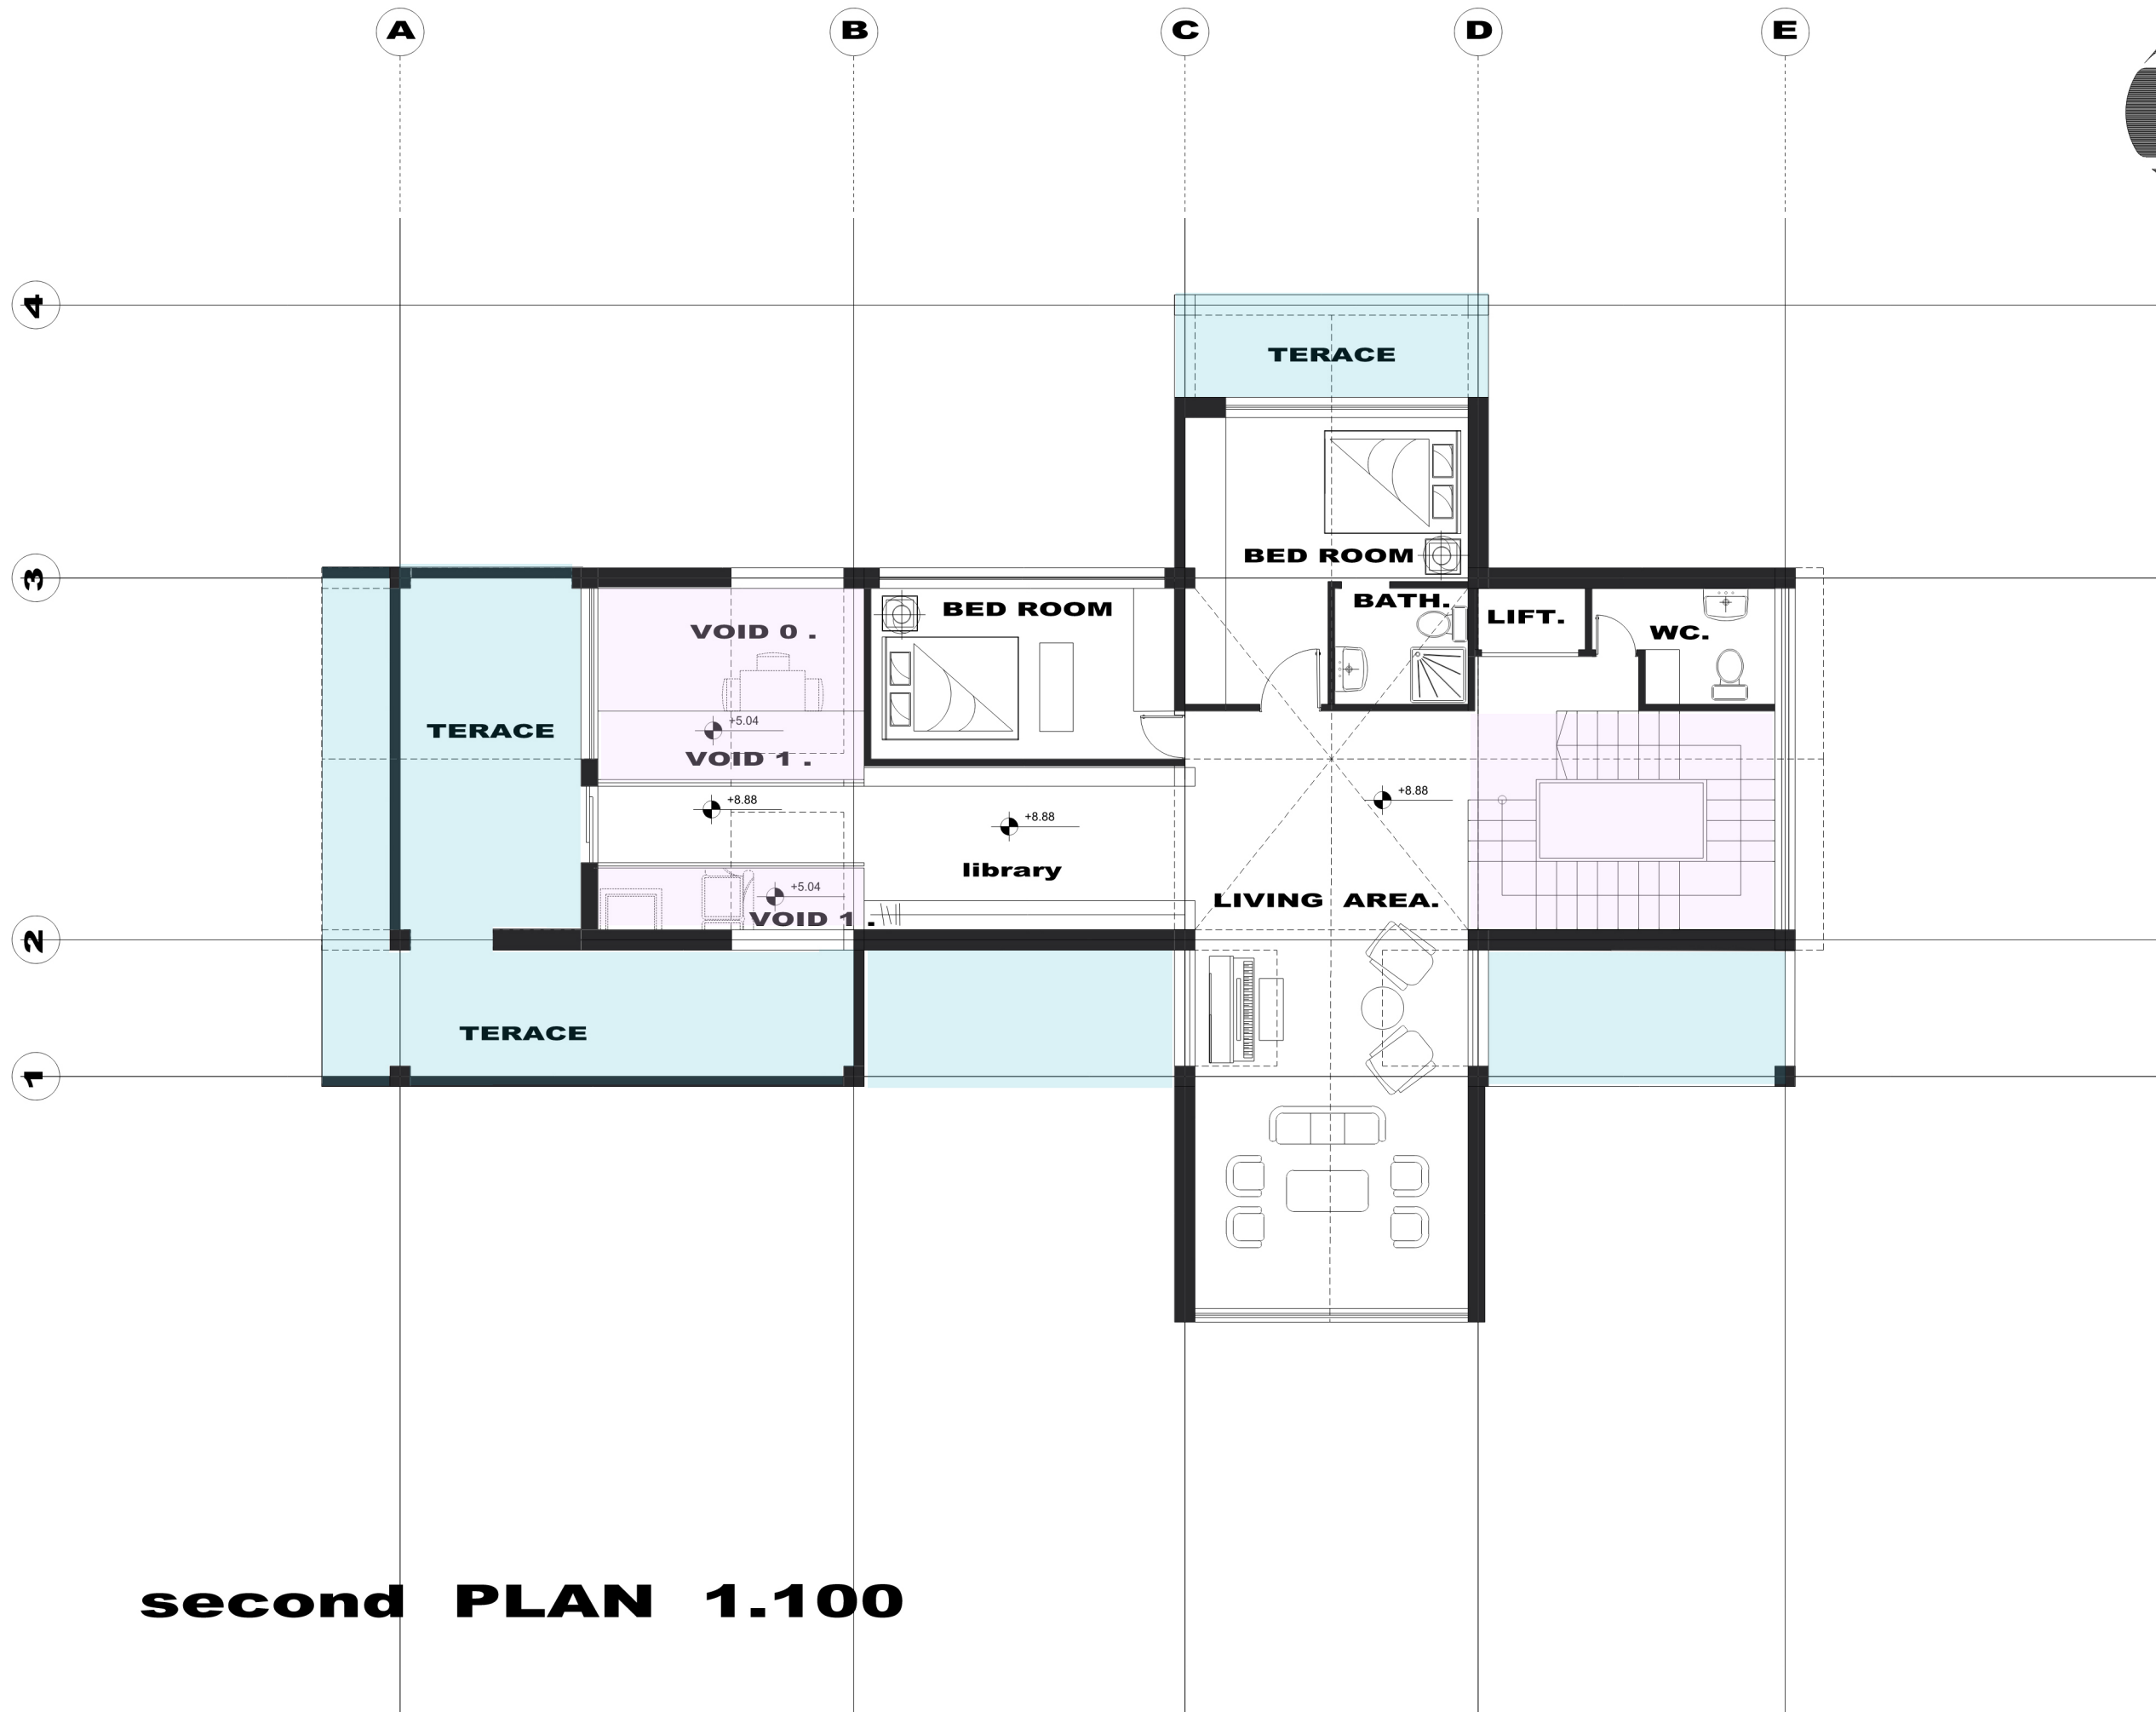 A
B
C
D
E
4
TERACE
BED ROOM
3
BATH.
BED ROOM
LIFT.
VOID 0 .
WC.
+5.04
TERACE
VOID 1 .
+8.88
+8.88
+8.88
library
+5.04
LIVING AREA.
VOID 1 .
2
TERACE
1
second PLAN 1.100